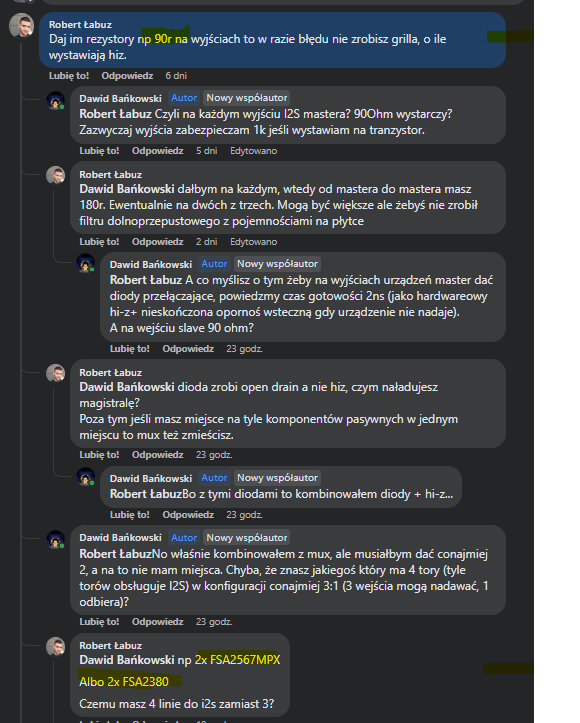 Robert Łabuz
Daj im rezystory np 90r na wyjściach to w razie błędu nie zrobisz grilla, o ile
wystawiają hiz.
Lubię to! Odpowiedz 6 dni
Dawid Bańkowski Autor Nowy współautor
Robert Łabuz Czyli na każdym wyjściu I2S mastera? 90Ohm wystarczy?
Zazwyczaj wyjścia zabezpieczam 1k jeśli wystawiam na tranzystor.
Lubię to! Odpowiedz 5 dni Edytowano
Robert Łabuz
Dawid Bańkowski dałbym na każdym, wtedy od mastera do mastera masz
180r. Ewentualnie na dwóch z trzech. Mogą być większe ale żebyś nie zrobił
filtru dolnoprzepustowego z pojemnościami na płytce
Lubię to! Odpowiedz 2 dni Edytowano
Dawid Bańkowski Autor Nowy współautor
Robert Łabuz A co myślisz o tym żeby na wyjściach urządzeń master dać
diody przełączające, powiedzmy czas gotowości 2ns (jako hardwareowy
hi-z+ nieskończona opornoś wsteczną gdy urządzenie nie nadaje).
A na wejściu slave 90 ohm?
Lubię to! Odpowiedz 23 godz.
Robert Łabuz
Dawid Bańkowski dioda zrobi open drain a nie hiz, czym naładujesz
magistralę?
Poza tym jeśli masz miejsce na tyle komponentów pasywnych w jednym
miejscu to mux też zmieścisz.
Lubię to! Odpowiedz 23 godz.
Dawid Bańkowski Autor Nowy współautor
Robert ŁabuzBo z tymi diodami to kombinowałem diody + hi-z...
Lubię to! Odpowiedz 23 godz.
Dawid Bańkowski Autor Nowy współautor
Robert ŁabuzNo właśnie kombinowałem z mux, ale musiałbym dać conajmiej
2, a na to nie mam miejsca. Chyba, że znasz jakiegoś który ma 4 tory (tyle
torów obsługuje I2S) w konfiguracji conajmiej 3:1 (3 wejścia mogą nadawać, 1
odbiera)?
Lubię to! Odpowiedz 23 godz.
Robert Łabuz
Dawid Bańkowski np 2x FSA2567MPX
Albo 2x FSA2380
Czemu masz 4 linie do i2s zamiast 3?